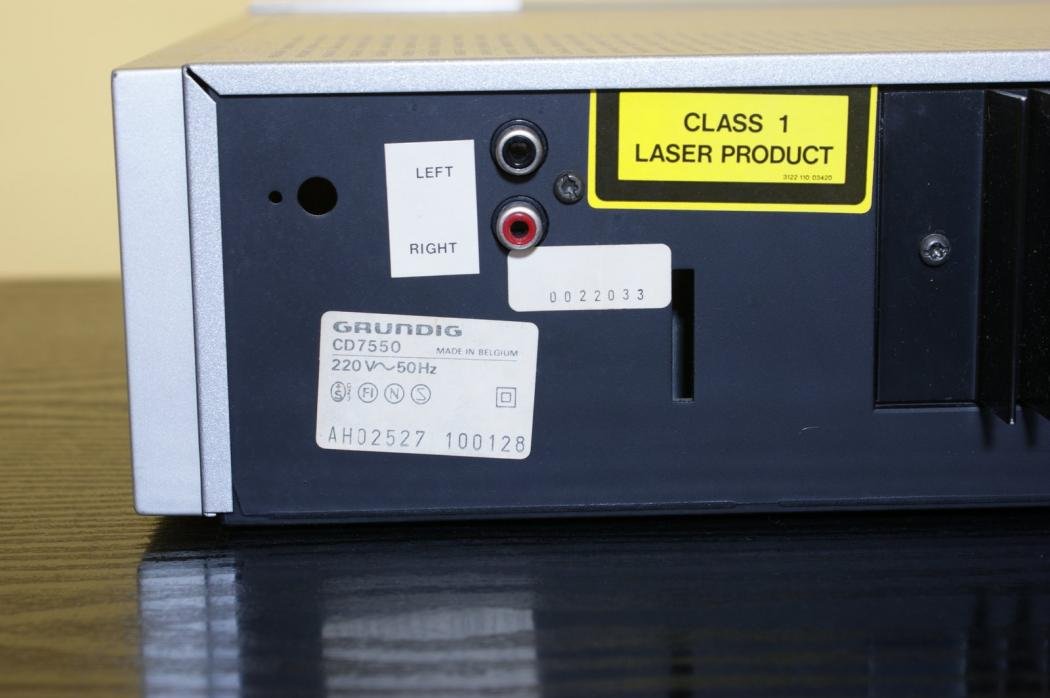 LEFT
RIGHT
CLASS 1
LASER PRODUCT
3122 110 03420
0022033
GRUNDIG
CD7550 MADE IN BELGIUM
220 V~50Hz
FI N S
AH02527 100128